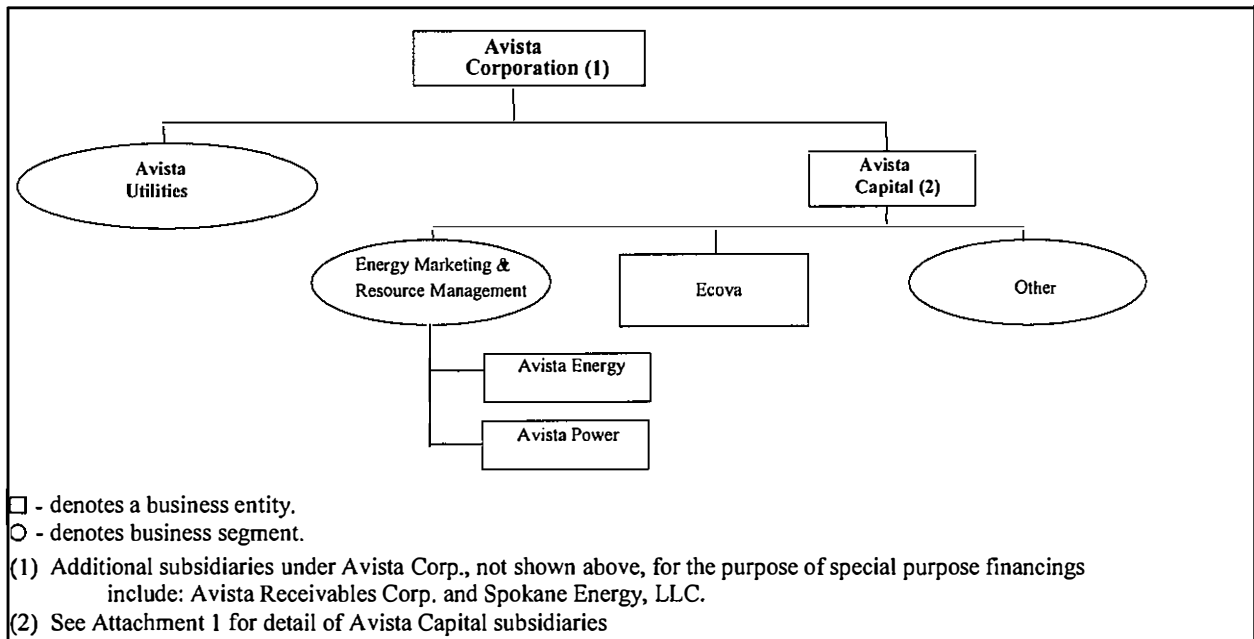 Avista
Corporation (1)
Avista
Utilities
Avista
Capital (2)
Energy Marketing &
Resource Management
Ecova
Other
Avista Energy
Avista Power
□ - denotes a business entity.
○ - denotes business segment.
(1) Additional subsidiaries under Avista Corp., not shown above, for the purpose of special purpose financings
include: Avista Receivables Corp. and Spokane Energy, LLC.
(2) See Attachment 1 for detail of Avista Capital subsidiaries